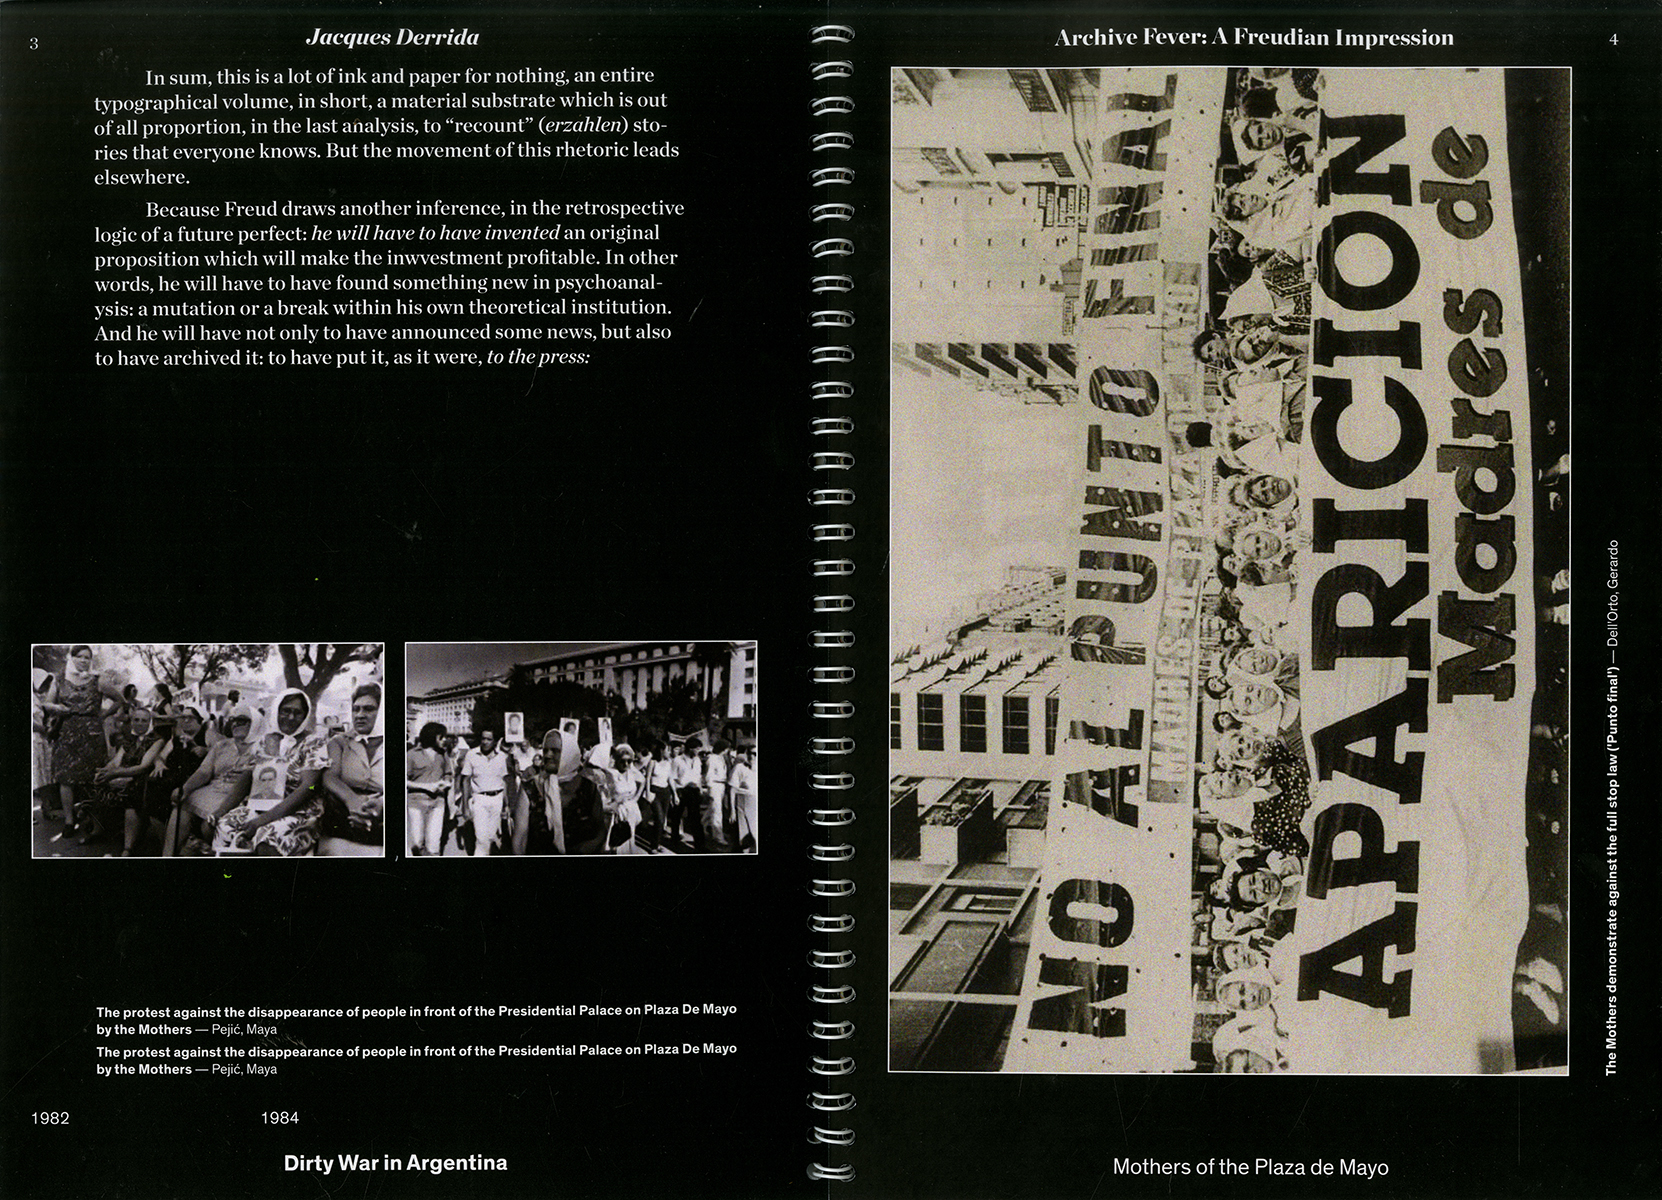 3
Jacques Derrida
In sum, this is a lot of ink and paper for nothing, an entire
typographical volume, in short, a material substrate which is out
of all proportion, in the last analysis, to “recount” (erzahlen) sto-
ries that everyone knows. But the movement of this rhetoric leads
elsewhere.
Because Freud draws another inference, in the retrospective
logic of a future perfect: he will have to have invented an original
proposition which will make the inwvestment profitable. In other
words, he will have to have found something new in psychoanal-
ysis: a mutation or a break within his own theoretical institution.
And he will have not only to have announced some news, but also
to have archived it: to have put it, as it were, to the press:
The protest against the disappearance of people in front of the Presidential Palace on Plaza De Mayo
by the Mothers — Pejić, Maya
The protest against the disappearance of people in front of the Presidential Palace on Plaza De Mayo
by the Mothers — Pejić, Maya
1982
1984
Dirty War in Argentina
Archive Fever: A Freudian Impression
4
NO AL PUNTO FINAL
MADRES DE PLAZA DE MAYO
APARICION
Madres de
The Mothers demonstrate against the full stop law ('Punto final') — Dell'Orto, Gerardo
Mothers of the Plaza de Mayo